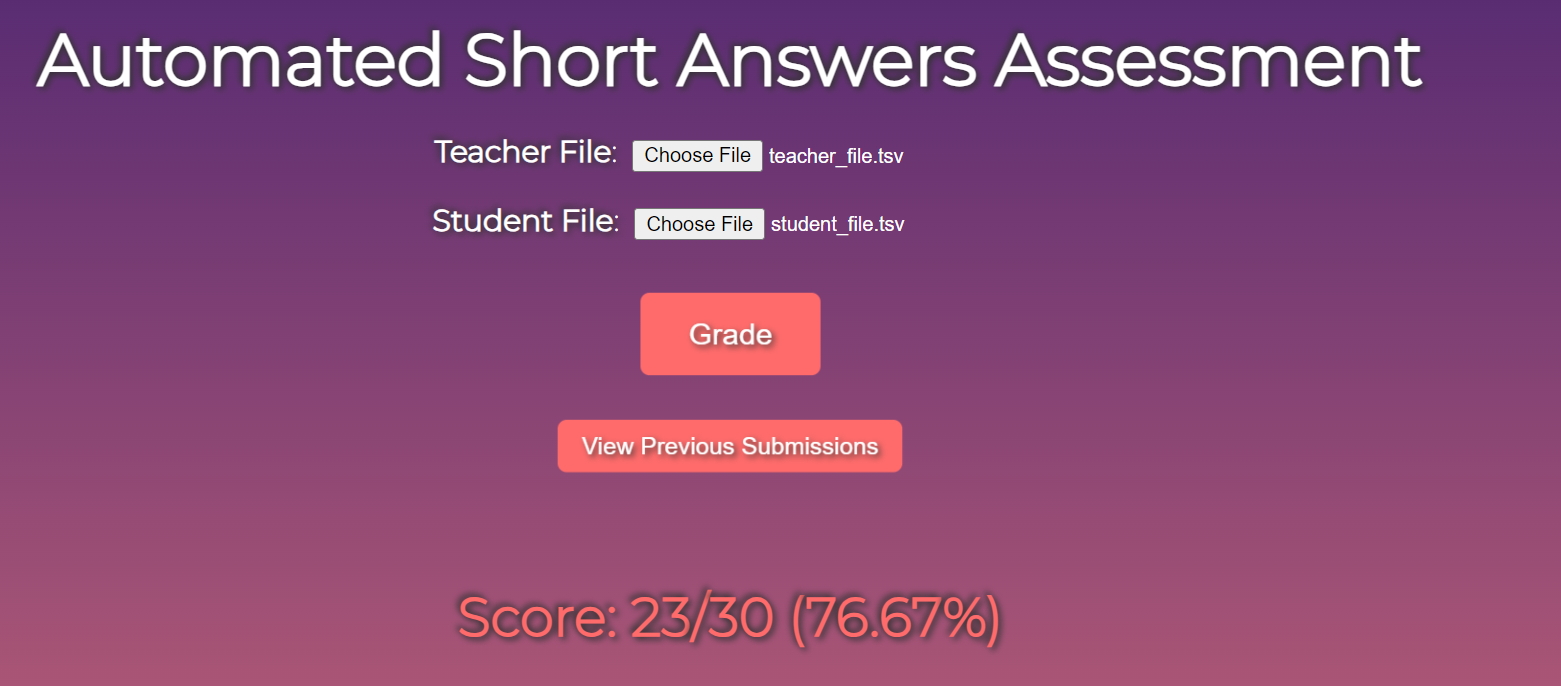 Automated Short Answers Assessment
Teacher File: Choose File teacher_file.tsv
Student File: Choose File student_file.tsv
Grade
View Previous Submissions
Score: 23/30 (76.67%)